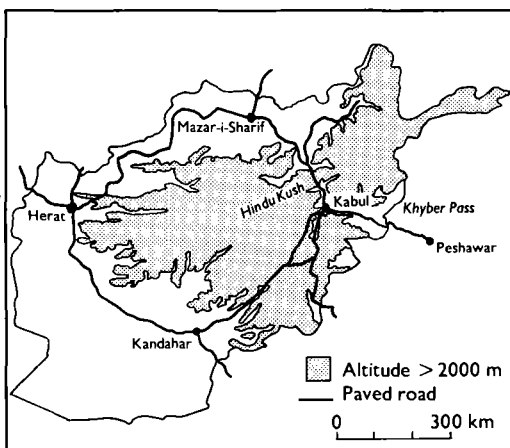 Mazar-i-Sharif
Hindu Kush
Kabul
Khyber Pass
Herat
Peshawar
Kandahar
Altitude > 2000 m
Paved road
0 300 km